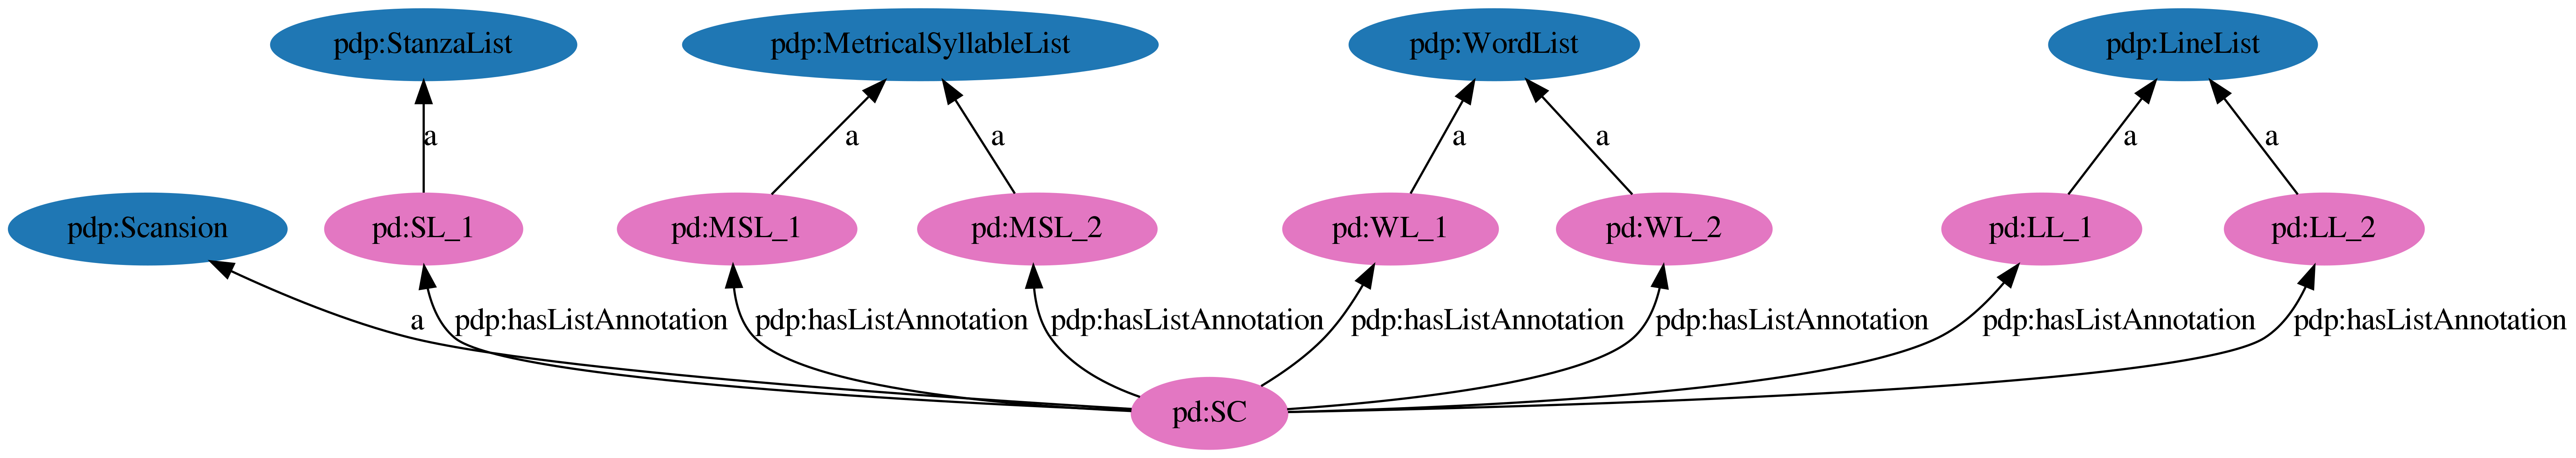 pdp:StanzaList pdp:MetricalSyllableList pdp:WordList pdp:LineList
a a a a a a a
pdp:Scansion pd:SL_1 pd:MSL_1 pd:MSL_2 pd:WL_1 pd:WL_2 pd:LL_1 pd:LL_2
a pdp:hasListAnnotation pdp:hasListAnnotation pdp:hasListAnnotation pdp:hasListAnnotation pdp:hasListAnnotation pdp:hasListAnnotation pdp:hasListAnnotation
pd:SC